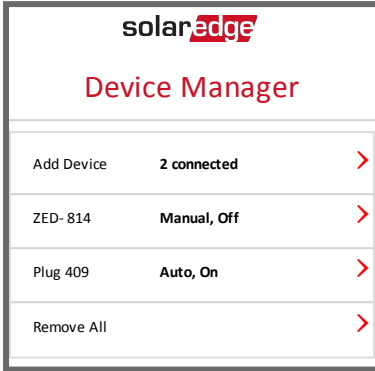 solaredge
Device Manager
Add Device 2 connected
ZED- 814 Manual, Off
Plug 409 Auto, On
Remove All